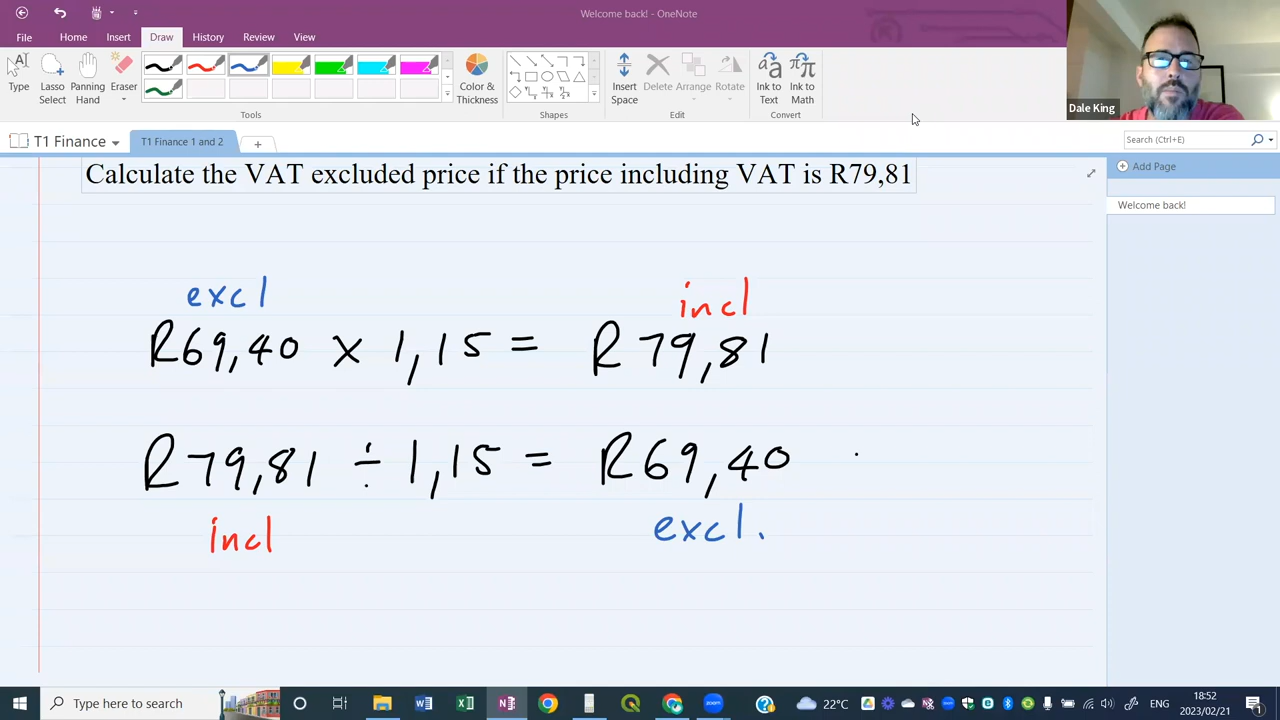 Welcome back! - OneNote
File Home Insert Draw History Review View
Type
Lasso Select
Panning Hand
Eraser
Color & Thickness
Insert Space
Delete
Arrange
Rotate
Ink to Text
Ink to Math
Tools
Shapes
Edit
Convert
Dale King
T1 Finance
T1 Finance 1 and 2
+
Search (Ctrl+E)
Add Page
Welcome back!
Calculate the VAT excluded price if the price including VAT is R79,81
excl incl
R69,40 × 1,15 = R79,81
R79,81 ÷ 1,15 = R69,40
incl excl.
Type here to search
22°C
ENG
18:52
2023/02/21